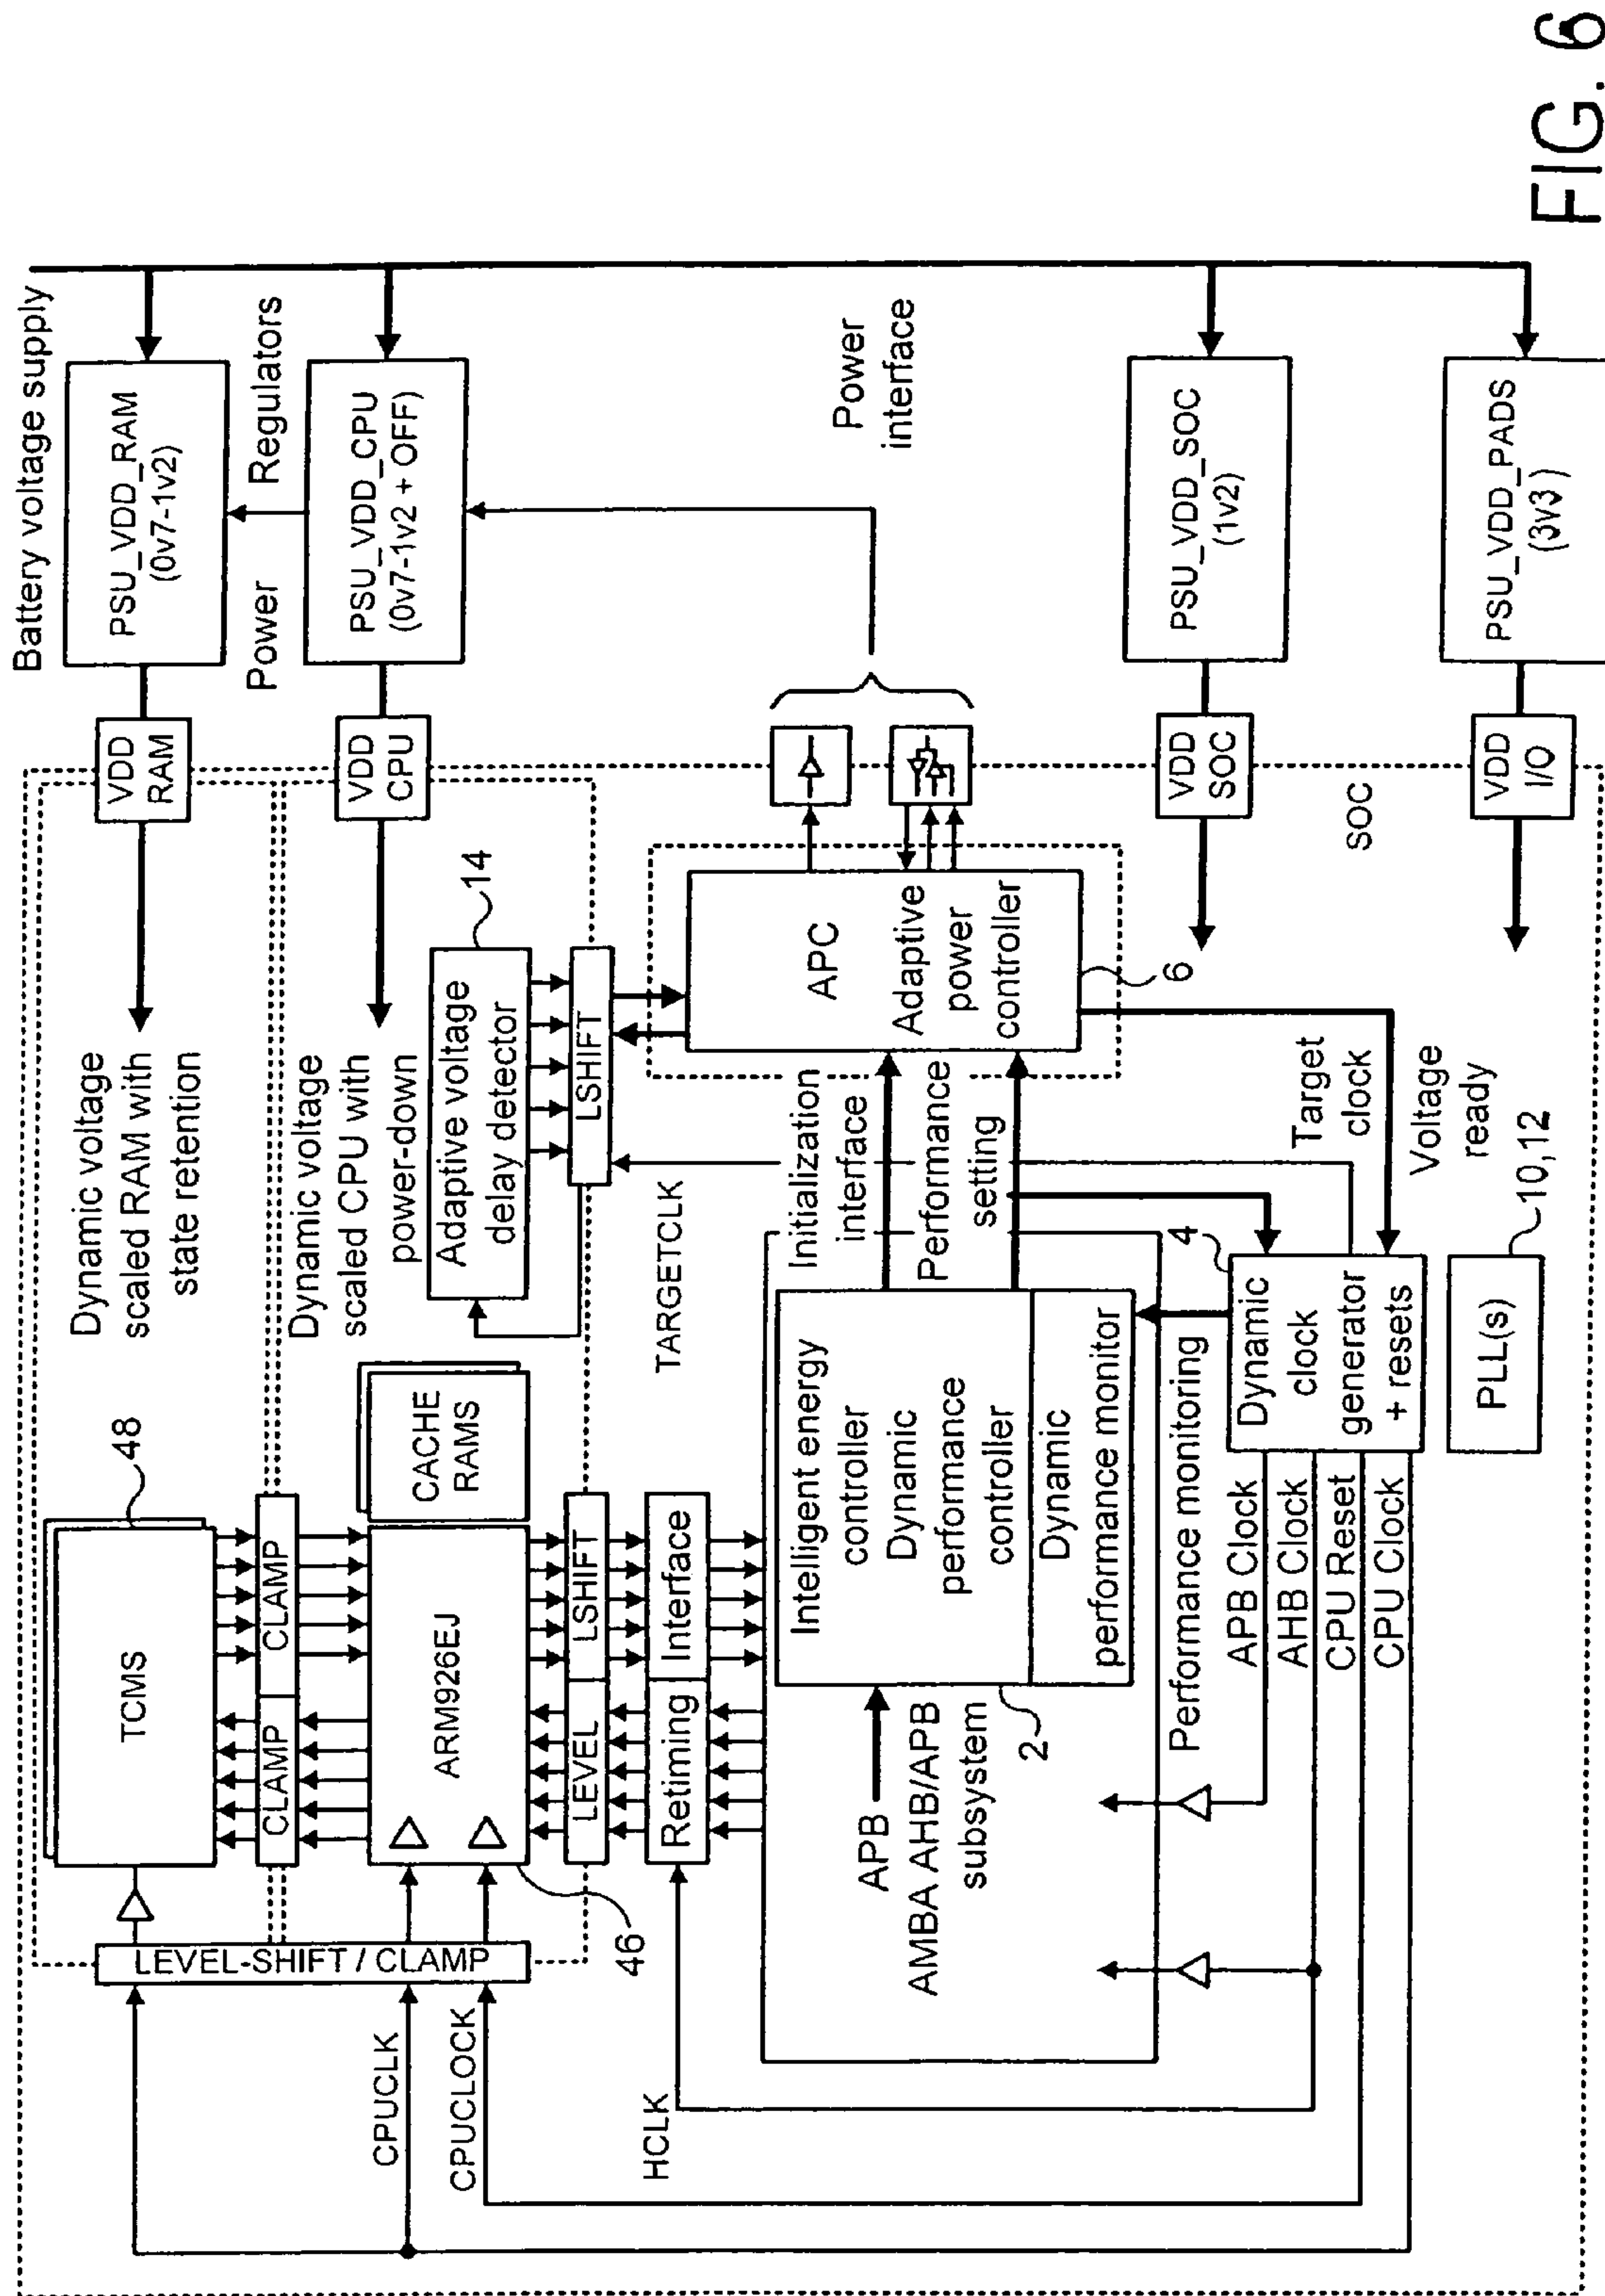 Battery voltage supply
PSU_VDD_RAM
(0v7-1v2)
Power
Regulators
PSU_VDD_CPU
(0v7-1v2 + OFF)
Power
interface
PSU_VDD_SOC
(1v2)
PSU_VDD_PADS
(3v3)
VDD
RAM
VDD
CPU
VDD
SOC
SOC
VDD
I/O
Dynamic voltage
scaled RAM with
state retention
Dynamic voltage
scaled CPU with
power-down
14
Adaptive voltage
delay detector
LSHIFT
APC
Adaptive
power
controller
6
TARGETCLK
Initialization
interface
Performance
setting
Target
clock
Voltage
ready
48
TCMS
CLAMP
CLAMP
CACHE
RAMS
ARM926EJ
LEVEL
LSHIFT
Retiming
Interface
46
LEVEL-SHIFT / CLAMP
CPUCLK
CPUCLOCK
HCLK
Intelligent energy
controller
Dynamic
performance
controller
Dynamic
performance monitor
2
APB
AMBA AHB/APB
subsystem
Performance monitoring
4
Dynamic
clock
generator
+ resets
APB Clock
AHB Clock
CPU Reset
CPU Clock
PLL(s)
10,12
FIG. 6